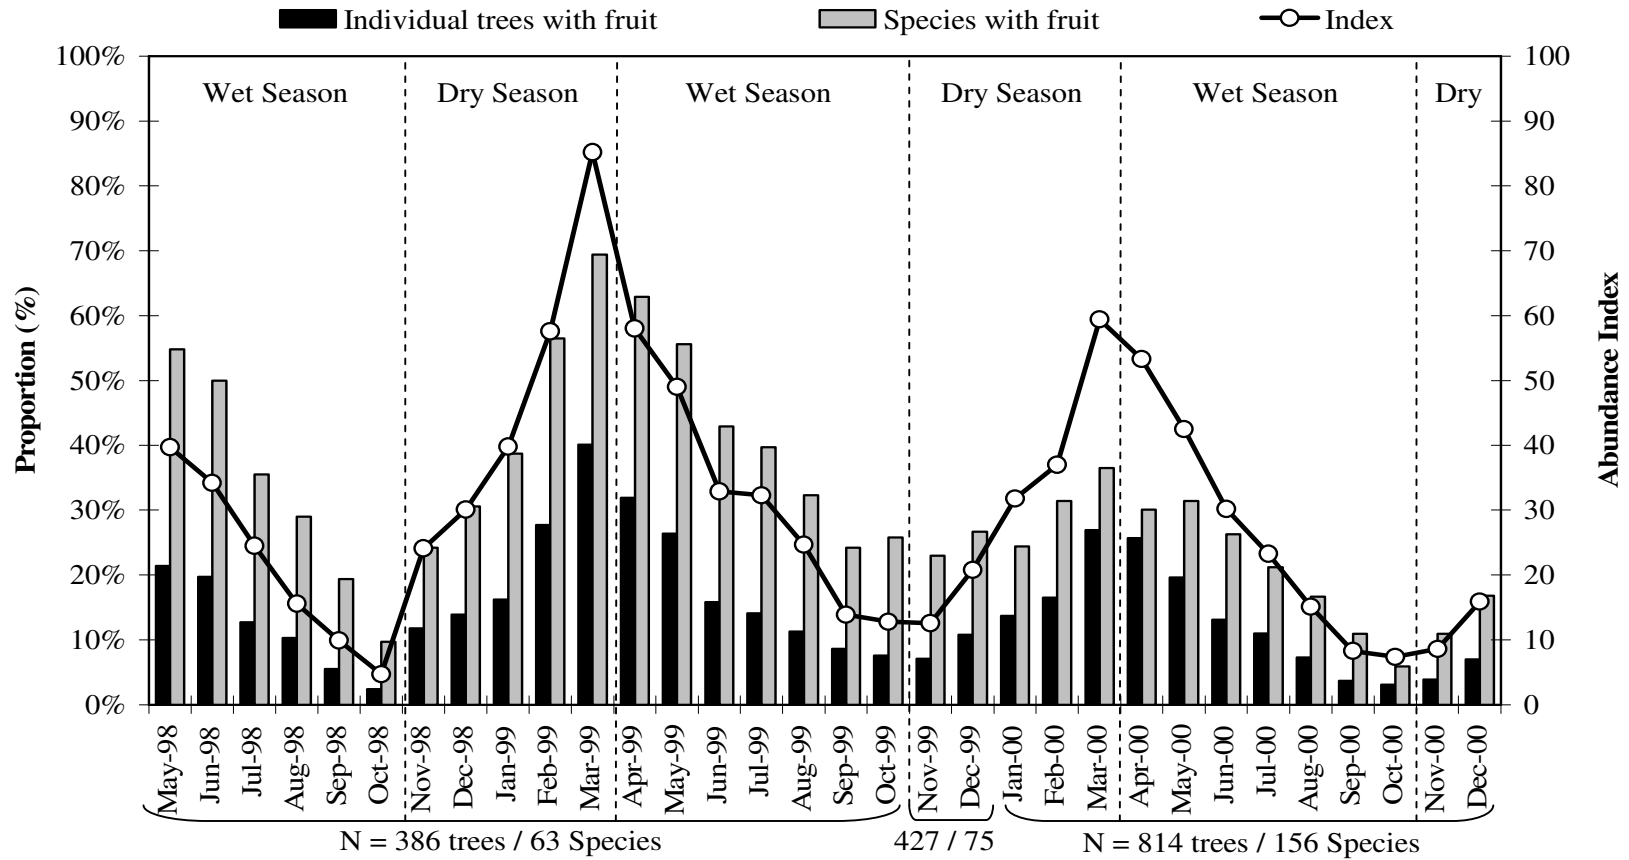 Individual trees with fruit Species with fruit Index
100% 100
Wet Season Dry Season Wet Season Dry Season Wet Season Dry
90% 90
80% 80
70% 70
60% 60
50% 50
40% 40
30% 30
20% 20
10% 10
0% 0
Proportion (%)
Abundance Index
May-98 Jun-98 Jul-98 Aug-98 Sep-98 Oct-98 Nov-98 Dec-98 Jan-99 Feb-99 Mar-99 Apr-99 May-99 Jun-99 Jul-99 Aug-99 Sep-99 Oct-99 Nov-99 Dec-99 Jan-00 Feb-00 Mar-00 Apr-00 May-00 Jun-00 Jul-00 Aug-00 Sep-00 Oct-00 Nov-00 Dec-00
N = 386 trees / 63 Species 427 / 75 N = 814 trees / 156 Species